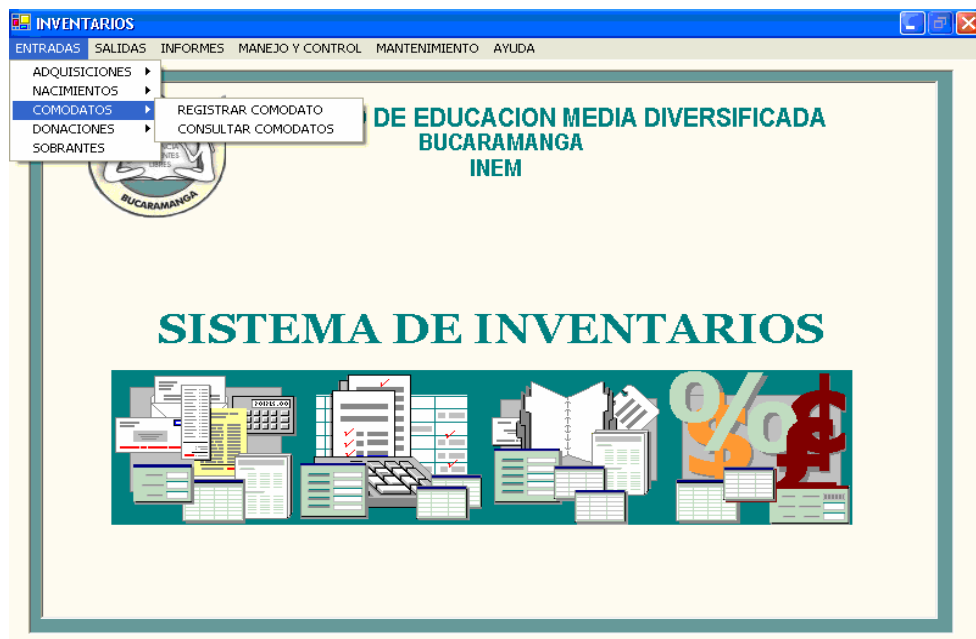 INVENTARIOS
ENTRADAS SALIDAS INFORMES MANEJO Y CONTROL MANTENIMIENTO AYUDA
ADQUISICIONES
NACIMIENTOS
COMODATOS
DONACIONES
SOBRANTES
REGISTRAR COMODATO
CONSULTAR COMODATOS
DE EDUCACION MEDIA DIVERSIFICADA
BUCARAMANGA
INEM
LIBRES
BUCARAMANGA
SISTEMA DE INVENTARIOS